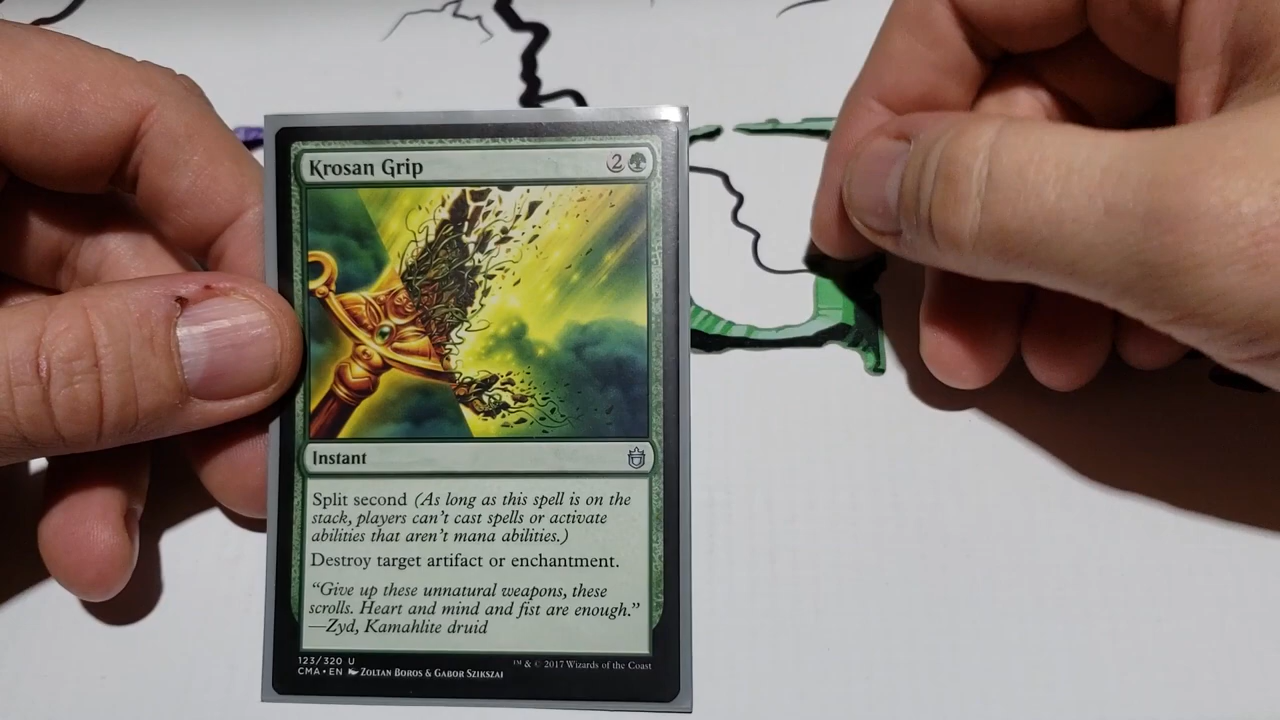 Krosan Grip 2
Instant
Split second (As long as this spell is on the
stack, players can't cast spells or activate
abilities that aren't mana abilities.)
Destroy target artifact or enchantment.
"Give up these unnatural weapons, these
scrolls. Heart and mind and fist are enough."
—Zyd, Kamahlite druid
123/320 U
CMA • EN Zoltan Boros & Gabor Szikszai
™ & © 2017 Wizards of the Coast